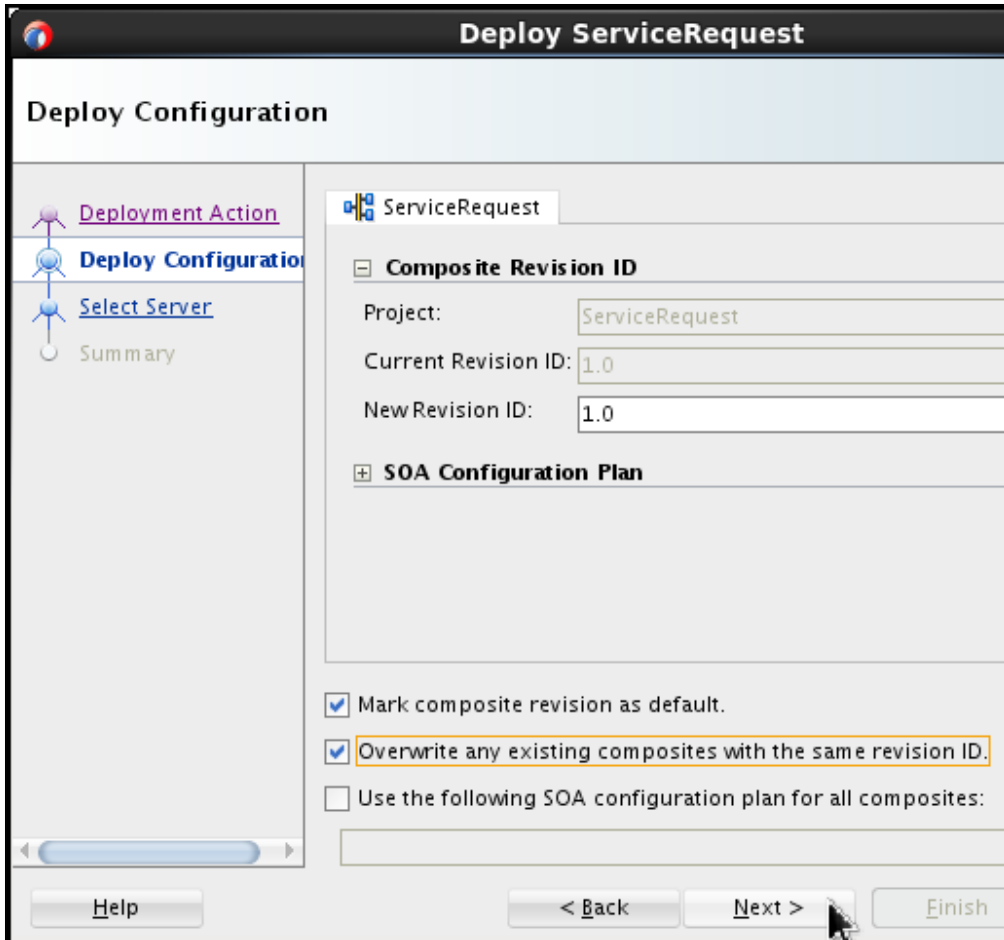 Deploy ServiceRequest
Deploy Configuration
Deployment Action
Deploy Configuratio
Select Server
Summary
ServiceRequest
Composite Revision ID
Project: ServiceRequest
Current Revision ID: 1.0
New Revision ID: 1.0
SOA Configuration Plan
Mark composite revision as default.
Overwrite any existing composites with the same revision ID.
Use the following SOA configuration plan for all composites:
Help < Back Next > Finish